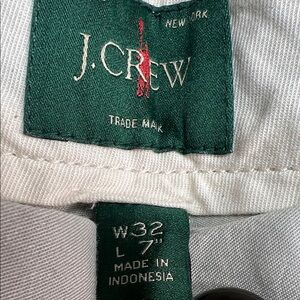 NEW YORK
J.CREW
TRADE MARK
W32
L 7"
MADE IN
INDONESIA